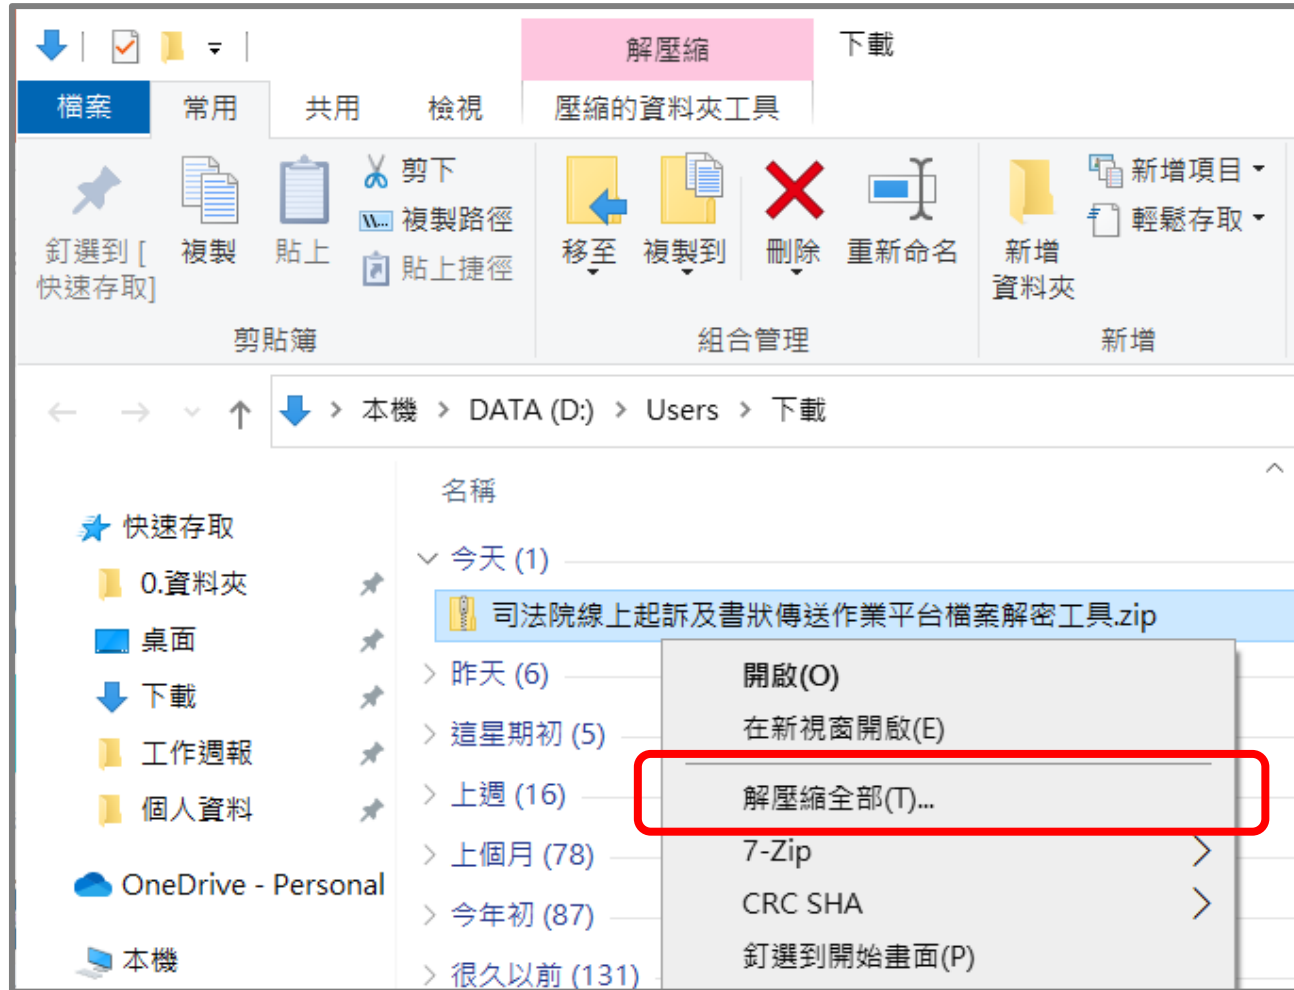 解壓縮
下載
檔案
常用
共用
檢視
壓縮的資料夾工具
釘選到 [
快速存取]
複製
貼上
剪下
複製路徑
貼上捷徑
剪貼簿
移至
複製到
刪除
重新命名
組合管理
新增
資料夾
新增項目
輕鬆存取
新增
本機 > DATA (D:) > Users > 下載
名稱
快速存取
0.資料夾
桌面
下載
工作週報
個人資料
OneDrive - Personal
本機
今天 (1)
司法院線上起訴及書狀傳送作業平台檔案解密工具.zip
昨天 (6)
這星期初 (5)
上週 (16)
上個月 (78)
今年初 (87)
很久以前 (131)
開啟(O)
在新視窗開啟(E)
解壓縮全部(T)...
7-Zip
CRC SHA
釘選到開始畫面(P)